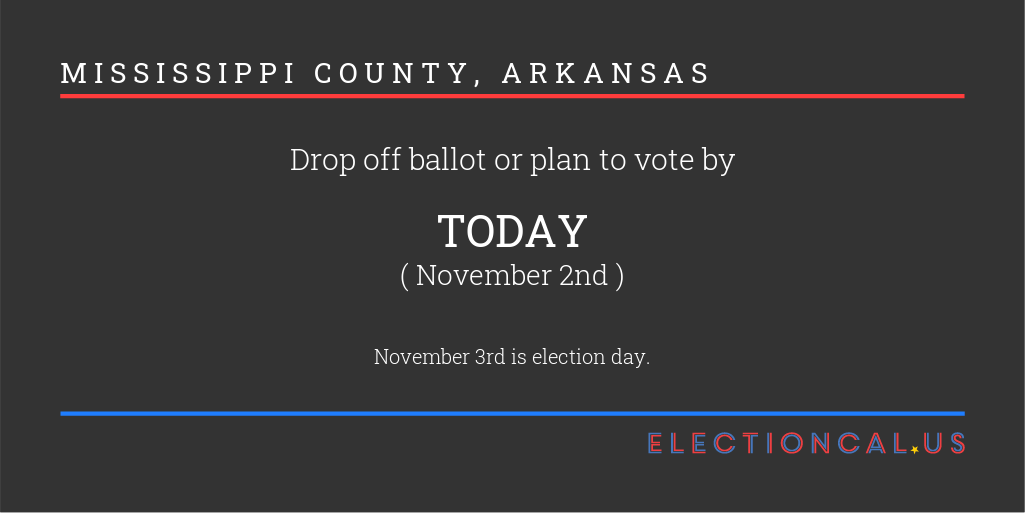 MISSISSIPPI COUNTY, ARKANSAS
Drop off ballot or plan to vote by
TODAY
( November 2nd )
November 3rd is election day.
ELECTIONCAL.US